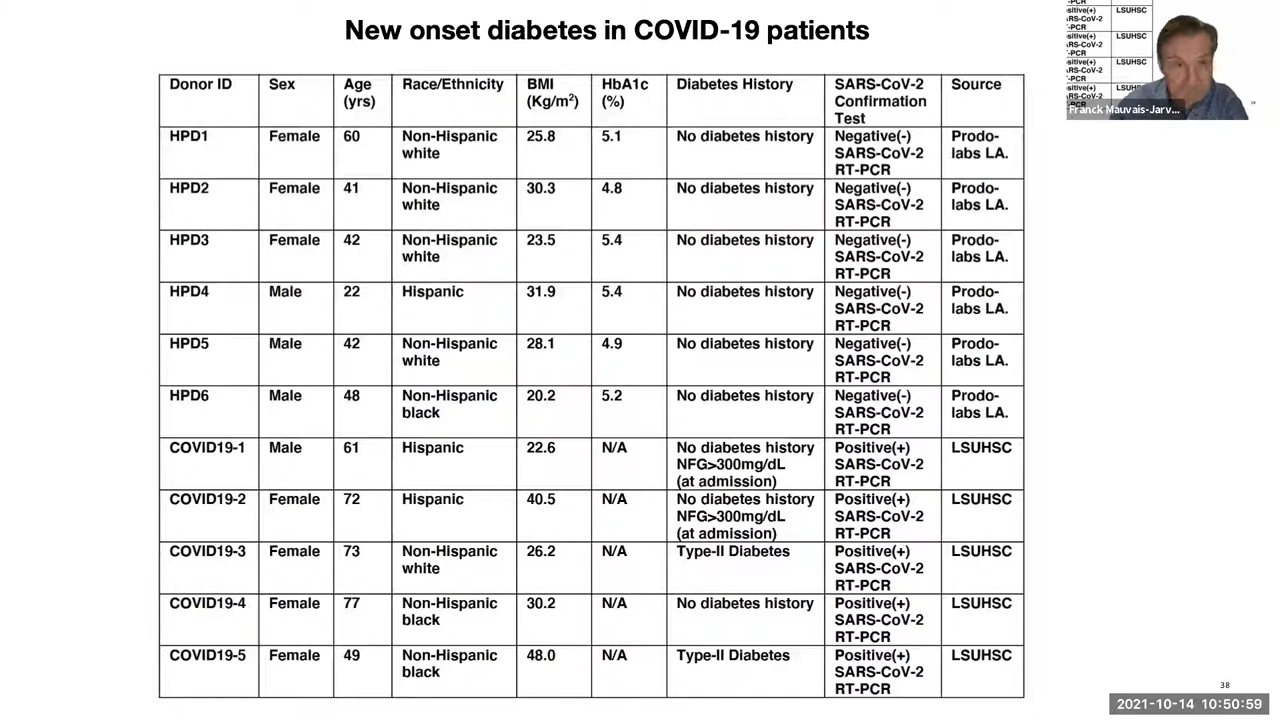 New onset diabetes in COVID-19 patients
Donor ID Sex Age (yrs) Race/Ethnicity BMI (Kg/m²) HbA1c (%) Diabetes History SARS-CoV-2 Confirmation Test Source
HPD1 Female 60 Non-Hispanic white 25.8 5.1 No diabetes history Negative(-) SARS-CoV-2 RT-PCR Prodo-labs LA.
HPD2 Female 41 Non-Hispanic white 30.3 4.8 No diabetes history Negative(-) SARS-CoV-2 RT-PCR Prodo-labs LA.
HPD3 Female 42 Non-Hispanic white 23.5 5.4 No diabetes history Negative(-) SARS-CoV-2 RT-PCR Prodo-labs LA.
HPD4 Male 22 Hispanic 31.9 5.4 No diabetes history Negative(-) SARS-CoV-2 RT-PCR Prodo-labs LA.
HPD5 Male 42 Non-Hispanic white 28.1 4.9 No diabetes history Negative(-) SARS-CoV-2 RT-PCR Prodo-labs LA.
HPD6 Male 48 Non-Hispanic black 20.2 5.2 No diabetes history Negative(-) SARS-CoV-2 RT-PCR Prodo-labs LA.
COVID19-1 Male 61 Hispanic 22.6 N/A No diabetes history NFG>300mg/dL (at admission) Positive(+) SARS-CoV-2 RT-PCR LSUHSC
COVID19-2 Female 72 Hispanic 40.5 N/A No diabetes history NFG>300mg/dL (at admission) Positive(+) SARS-CoV-2 RT-PCR LSUHSC
COVID19-3 Female 73 Non-Hispanic white 26.2 N/A Type-II Diabetes Positive(+) SARS-CoV-2 RT-PCR LSUHSC
COVID19-4 Female 77 Non-Hispanic black 30.2 N/A No diabetes history Positive(+) SARS-CoV-2 RT-PCR LSUHSC
COVID19-5 Female 49 Non-Hispanic black 48.0 N/A Type-II Diabetes Positive(+) SARS-CoV-2 RT-PCR LSUHSC
LSUHSC
LSUHSC
LSUHSC
LSUHSC
Franck Mauvais-Jarv...
38
2021-10-14 10:50:59